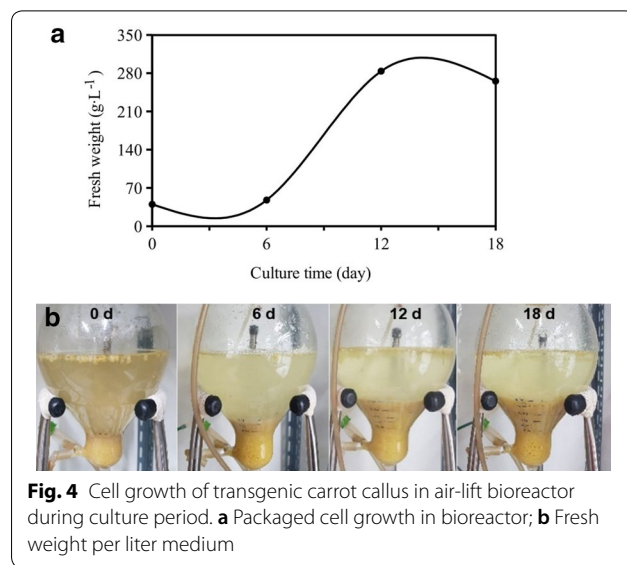 a
350
280
210
140
70
0
Fresh weight (g·L⁻¹ )
0 6 12 18
Culture time (day)
b
0 d 6 d 12 d 18 d
Fig. 4 Cell growth of transgenic carrot callus in air-lift bioreactor
during culture period. a Packaged cell growth in bioreactor; b Fresh
weight per liter medium